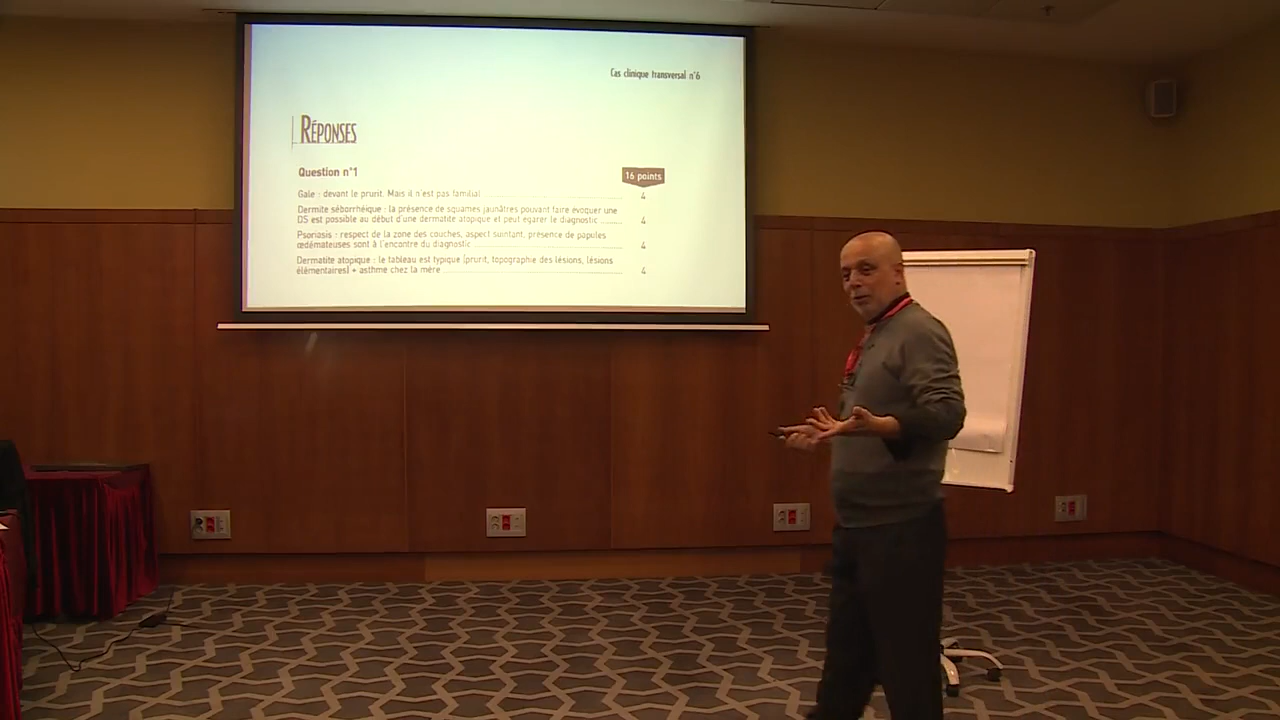 Cas clinique transversal n°6
RÉPONSES
Question n°1
16 points
Gale : devant le prurit. Mais il n'est pas familial
4
Dermite séborrhéique : la présence de squames jaunâtres pouvant faire évoquer une
DS est possible au début d'une dermatite atopique et peut égarer le diagnostic
4
Psoriasis : respect de la zone des couches, aspect suintant, présence de papules
œdémateuses sont à l'encontre du diagnostic
4
Dermatite atopique : le tableau est typique (prurit, topographie des lésions, lésions
élémentaires) + asthme chez la mère
4